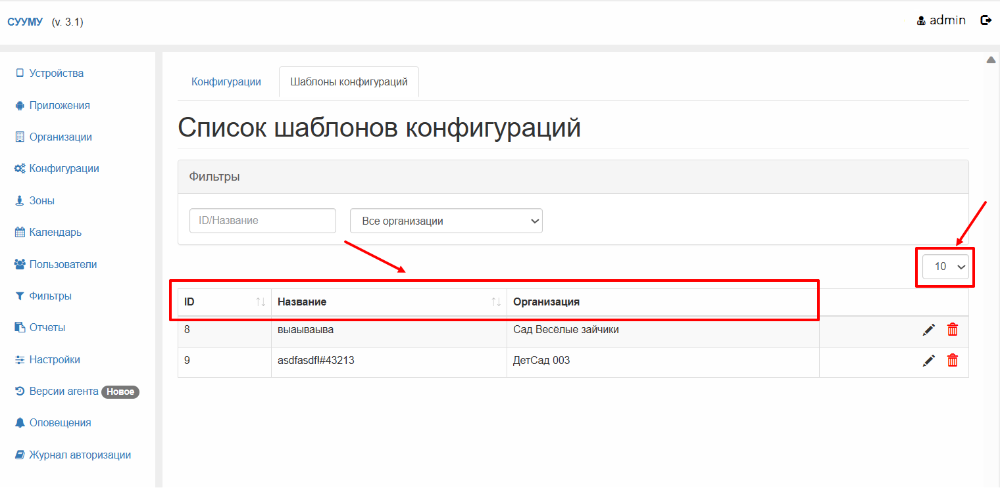 СУУМУ (v. 3.1)
admin
Устройства
Приложения
Организации
Конфигурации
Зоны
Календарь
Пользователи
Фильтры
Отчеты
Настройки
Версии агента Новое
Оповещения
Журнал авторизации
Конфигурации Шаблоны конфигураций
Список шаблонов конфигураций
Фильтры
ID/Название Все организации
10
ID Название Организация
8 выаываыва Сад Весёлые зайчики
9 asdfasdf!#43213 ДетСад 003